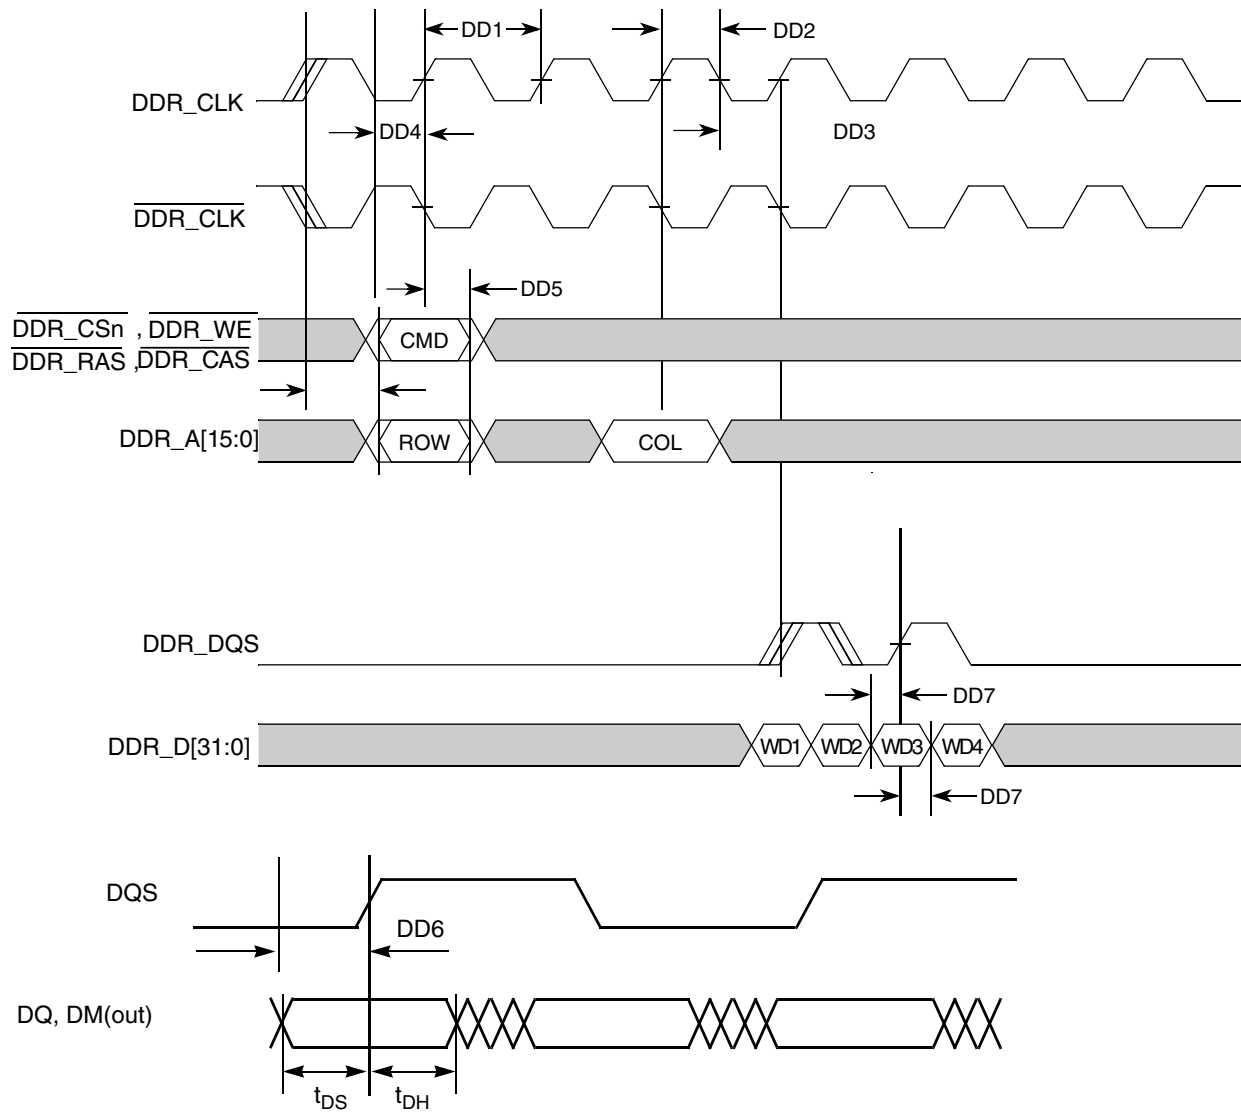 DD1
DD2
DDR_CLK
DD4
DD3
DDR_CLK
DD5
DDR_CSn , DDR_WE
CMD
DDR_RAS ,DDR_CAS
DDR_A[15:0]
ROW
COL
DDR_DQS
DD7
DDR_D[31:0]
WD1
WD2
WD3
WD4
DD7
DQS
DD6
DQ, DM(out)
tDS
tDH